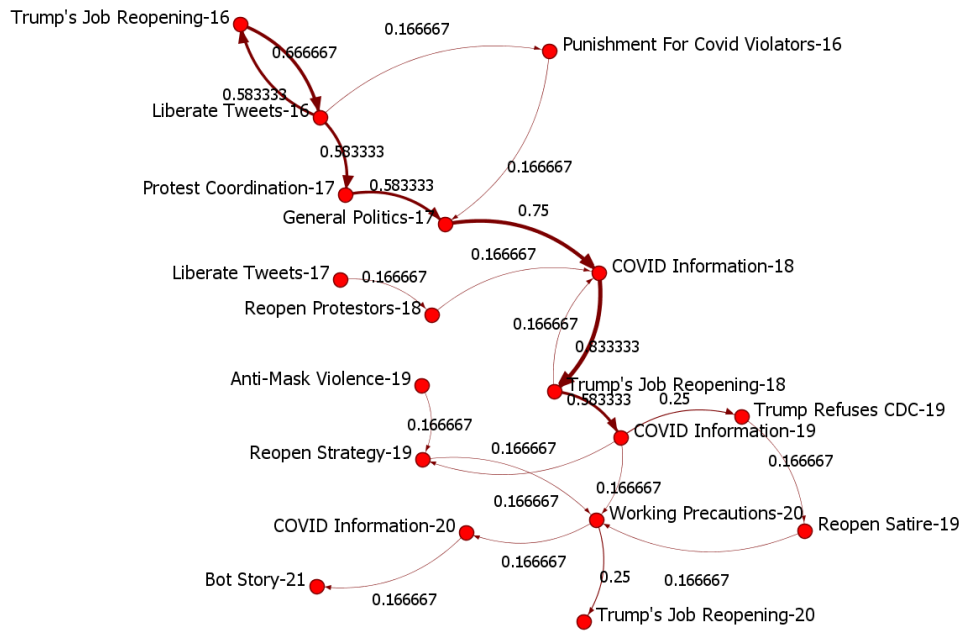 Trump's Job Reopening-16
0.166667
Punishment For Covid Violators-16
0.666667
0.583333
Liberate Tweets-16
0.583333
0.166667
Protest Coordination-17
0.583333
General Politics-17
0.75
0.166667
COVID Information-18
Liberate Tweets-17
0.166667
Reopen Protestors-18
0.166667
0.833333
Anti-Mask Violence-19
Trump's Job Reopening-18
0.583333
0.25
Trump Refuses CDC-19
0.166667
COVID Information-19
0.166667
Reopen Strategy-19
0.166667
0.166667
0.166667
Working Precautions-20
COVID Information-20
Reopen Satire-19
0.166667
Bot Story-21
0.25
0.166667
0.166667
Trump's Job Reopening-20